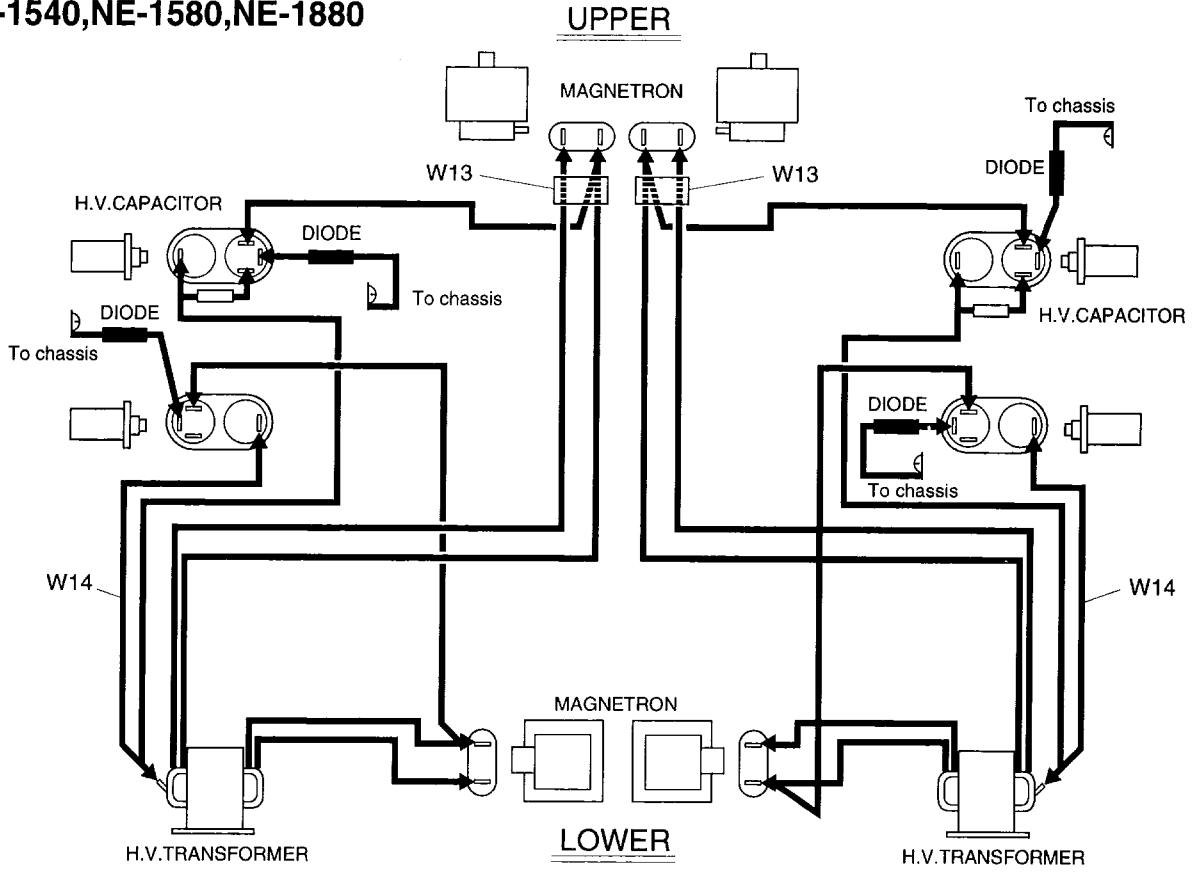 -1540,NE-1580,NE-1880
UPPER
MAGNETRON
To chassis
DIODE
W13
W13
H.V.CAPACITOR
DIODE
To chassis
H.V.CAPACITOR
DIODE
To chassis
DIODE
To chassis
W14
W14
MAGNETRON
LOWER
H.V.TRANSFORMER
H.V.TRANSFORMER